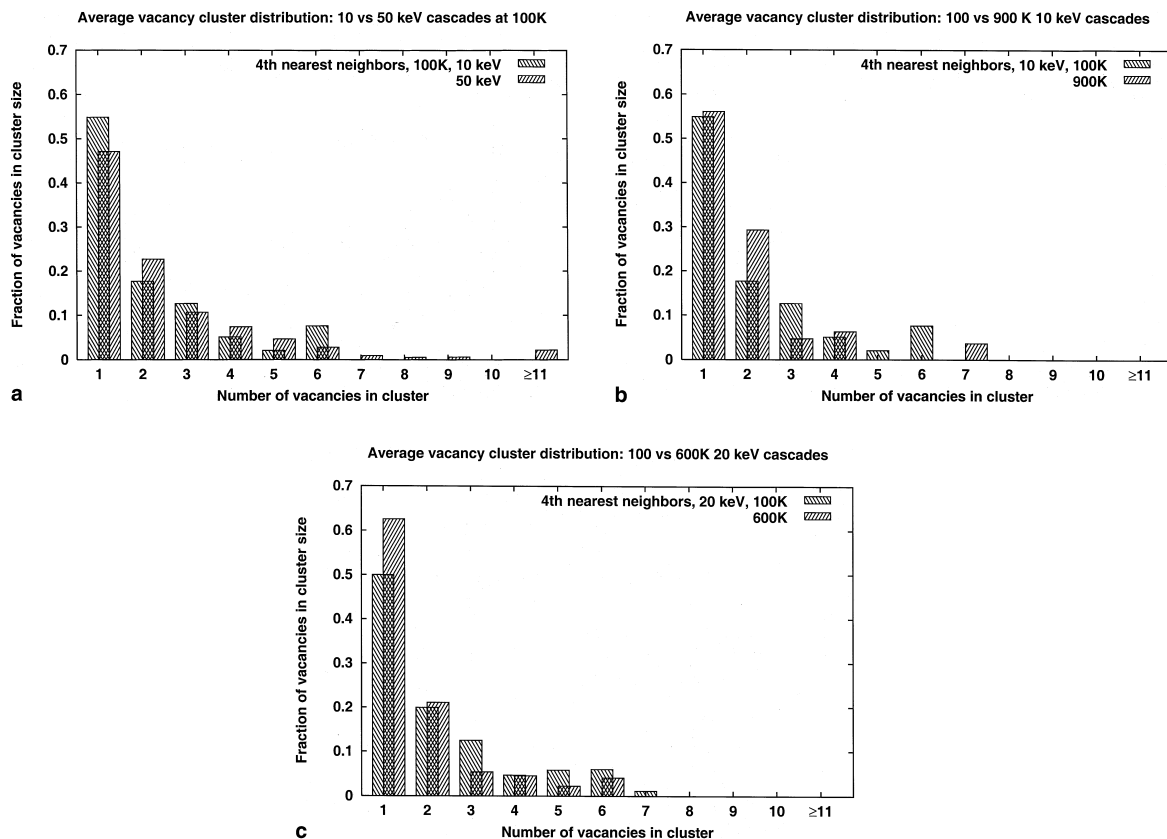 Average vacancy cluster distribution: 10 vs 50 keV cascades at 100K
0.7
0.6
0.5
0.4
0.3
0.2
0.1
0
Fraction of vacancies in cluster size
4th nearest neighbors, 100K, 10 keV
50 keV
1 2 3 4 5 6 7 8 9 10 ≥11
Number of vacancies in cluster
a
Average vacancy cluster distribution: 100 vs 900 K 10 keV cascades
0.7
0.6
0.5
0.4
0.3
0.2
0.1
0
Fraction of vacancies in cluster size
4th nearest neighbors, 10 keV, 100K
900K
1 2 3 4 5 6 7 8 9 10 ≥11
Number of vacancies in cluster
b
Average vacancy cluster distribution: 100 vs 600K 20 keV cascades
0.7
0.6
0.5
0.4
0.3
0.2
0.1
0
Fraction of vacancies in cluster size
4th nearest neighbors, 20 keV, 100K
600K
1 2 3 4 5 6 7 8 9 10 ≥11
Number of vacancies in cluster
c